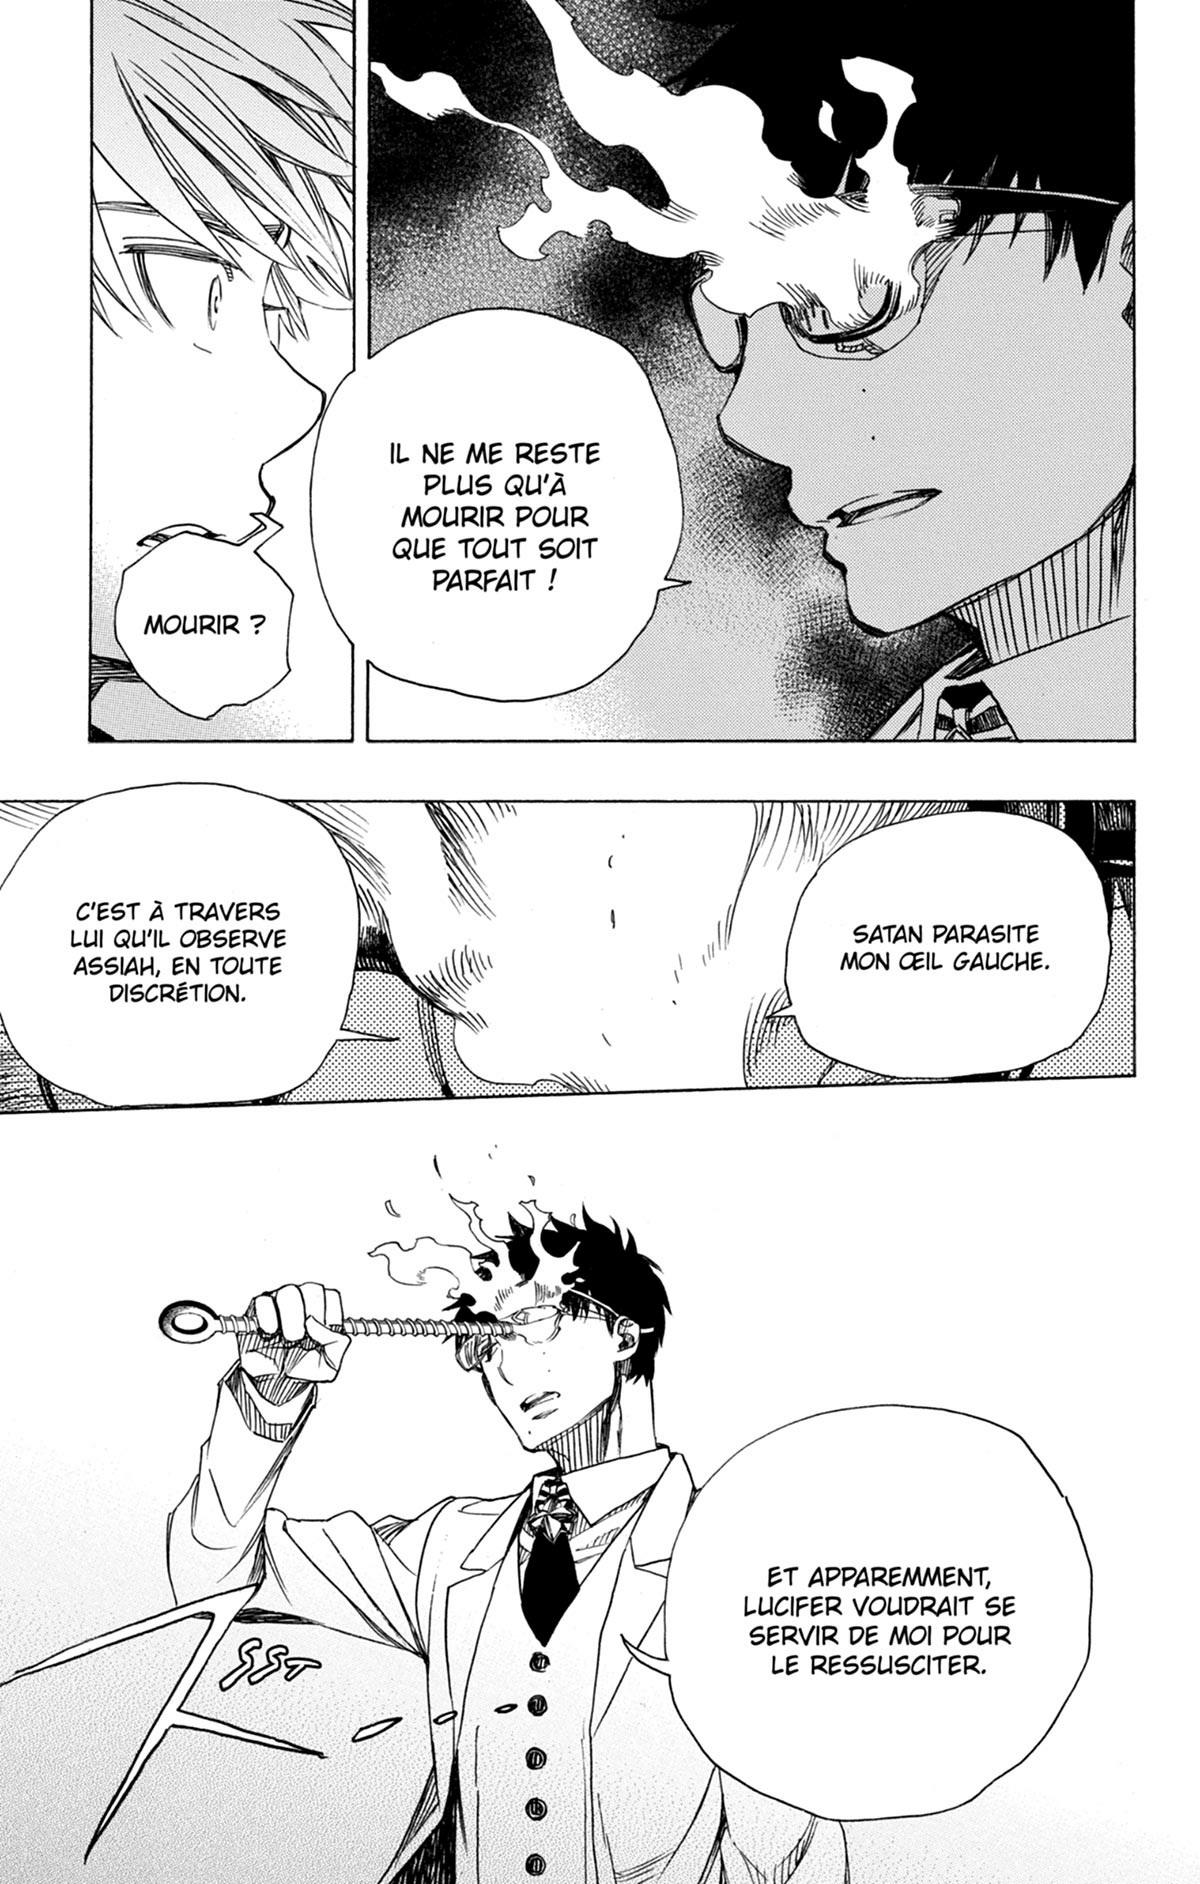 IL NE ME RESTE
PLUS QU'À
MOURIR POUR
QUE TOUT SOIT
PARFAIT !
MOURIR ?
SATAN PARASITE
MON ŒIL GAUCHE.
C'EST À TRAVERS
LUI QU'IL OBSERVE
ASSIAH, EN TOUTE
DISCRÉTION.
SST
ET APPAREMMENT,
LUCIFER VOUDRAIT SE
SERVIR DE MOI POUR
LE RESSUSCITER.